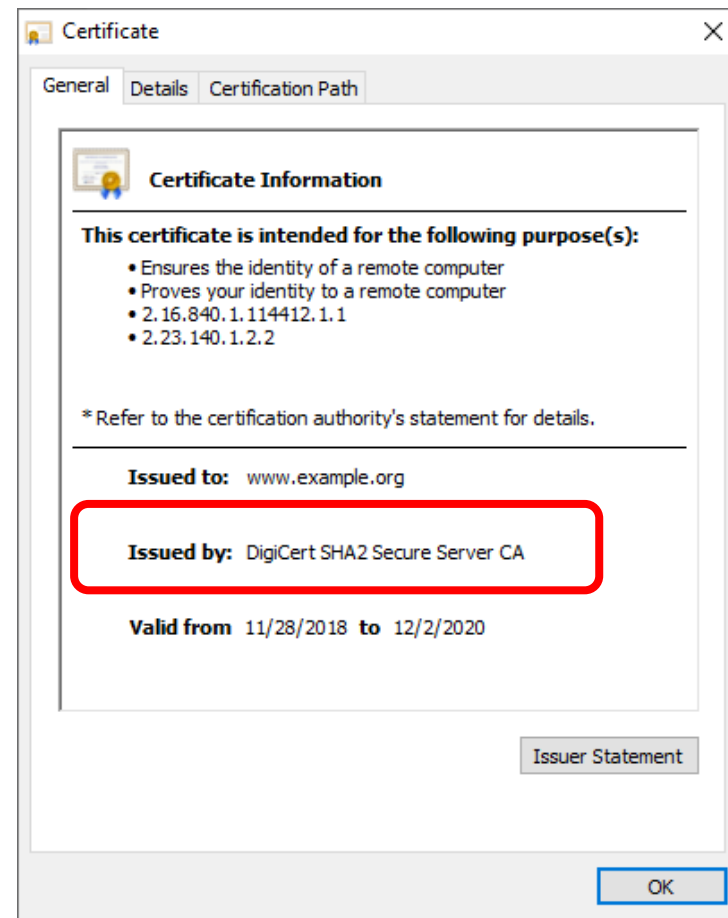 Certificate
General Details Certification Path
Certificate Information
This certificate is intended for the following purpose(s):
• Ensures the identity of a remote computer
• Proves your identity to a remote computer
• 2.16.840.1.114412.1.1
• 2.23.140.1.2.2
* Refer to the certification authority's statement for details.
Issued to: www.example.org
Issued by: DigiCert SHA2 Secure Server CA
Valid from 11/28/2018 to 12/2/2020
Issuer Statement
OK